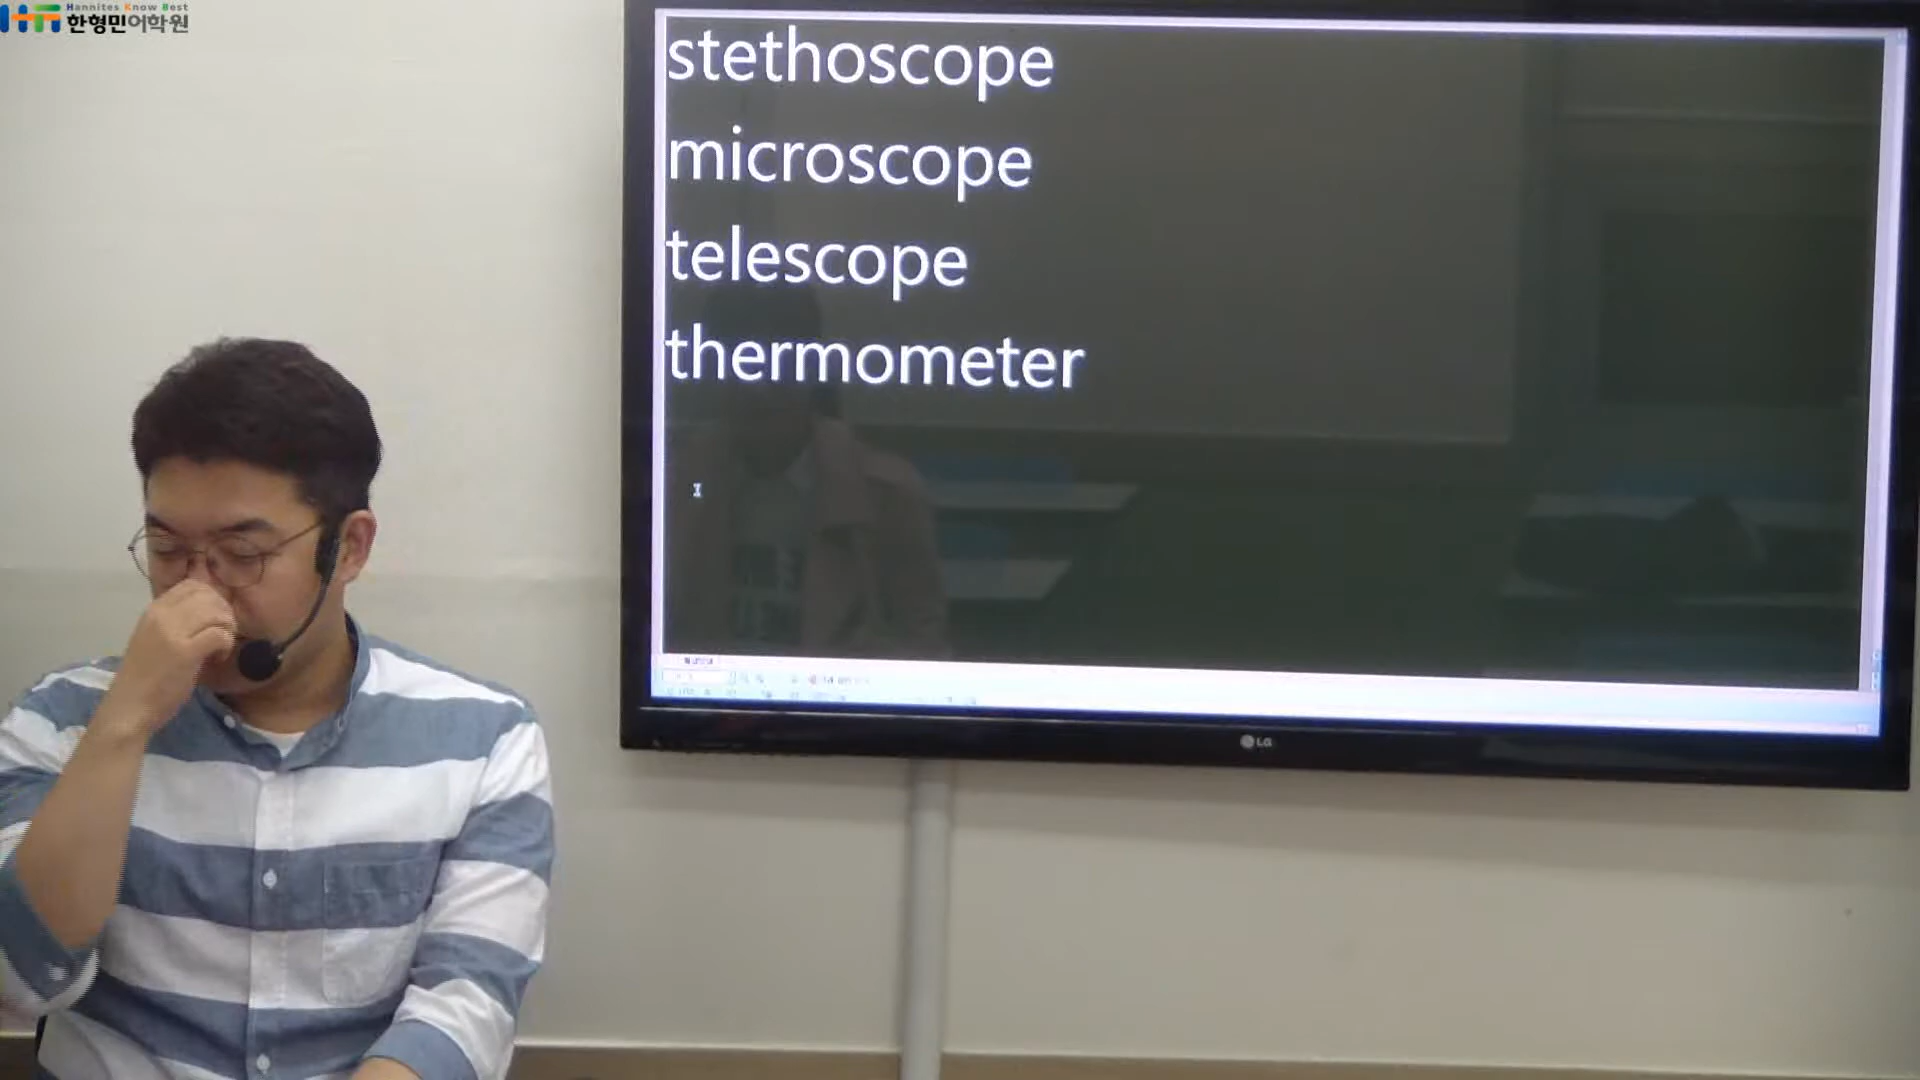 Hannites Know Best
한형민어학원
stethoscope
microscope
telescope
thermometer
LG